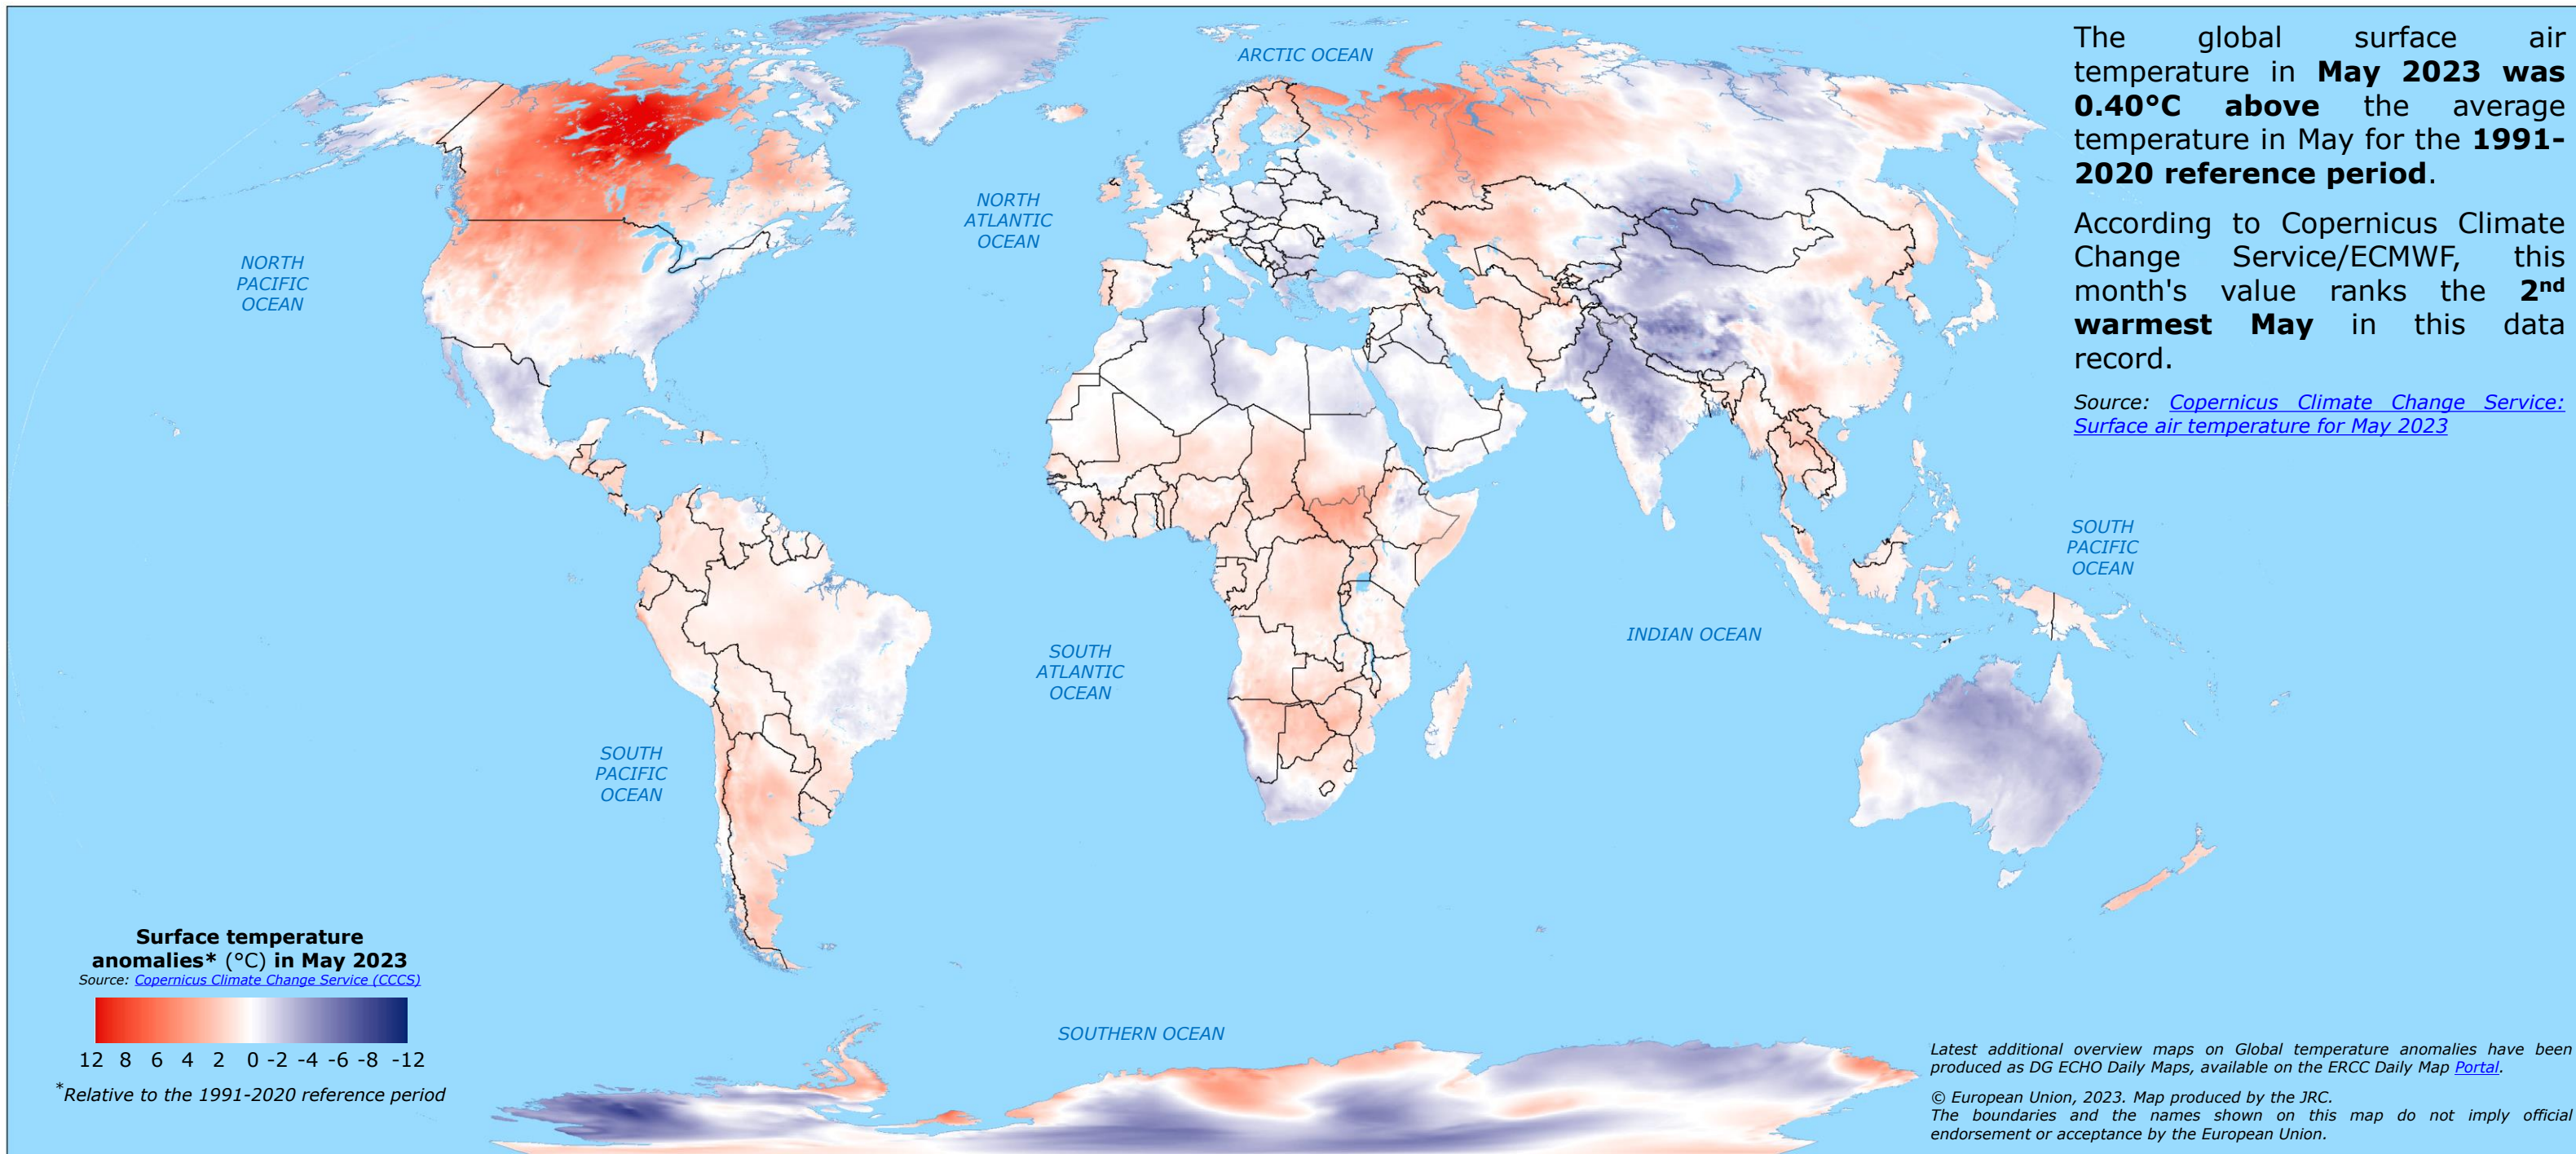 The global surface air
temperature in May 2023 was
0.40°C above the average
temperature in May for the 1991-
2020 reference period.
According to Copernicus Climate
Change Service/ECMWF, this
month's value ranks the 2nd
warmest May in this data
record.
Source: Copernicus Climate Change Service:
Surface air temperature for May 2023
ARCTIC OCEAN
NORTH
ATLANTIC
OCEAN
NORTH
PACIFIC
OCEAN
SOUTH
PACIFIC
OCEAN
INDIAN OCEAN
SOUTH
ATLANTIC
OCEAN
SOUTH
PACIFIC
OCEAN
SOUTHERN OCEAN
Surface temperature
anomalies* (°C) in May 2023
Source: Copernicus Climate Change Service (CCCS)
12 8 6 4 2 0 -2 -4 -6 -8 -12
*Relative to the 1991-2020 reference period
Latest additional overview maps on Global temperature anomalies have been
produced as DG ECHO Daily Maps, available on the ERCC Daily Map Portal.
© European Union, 2023. Map produced by the JRC.
The boundaries and the names shown on this map do not imply official
endorsement or acceptance by the European Union.